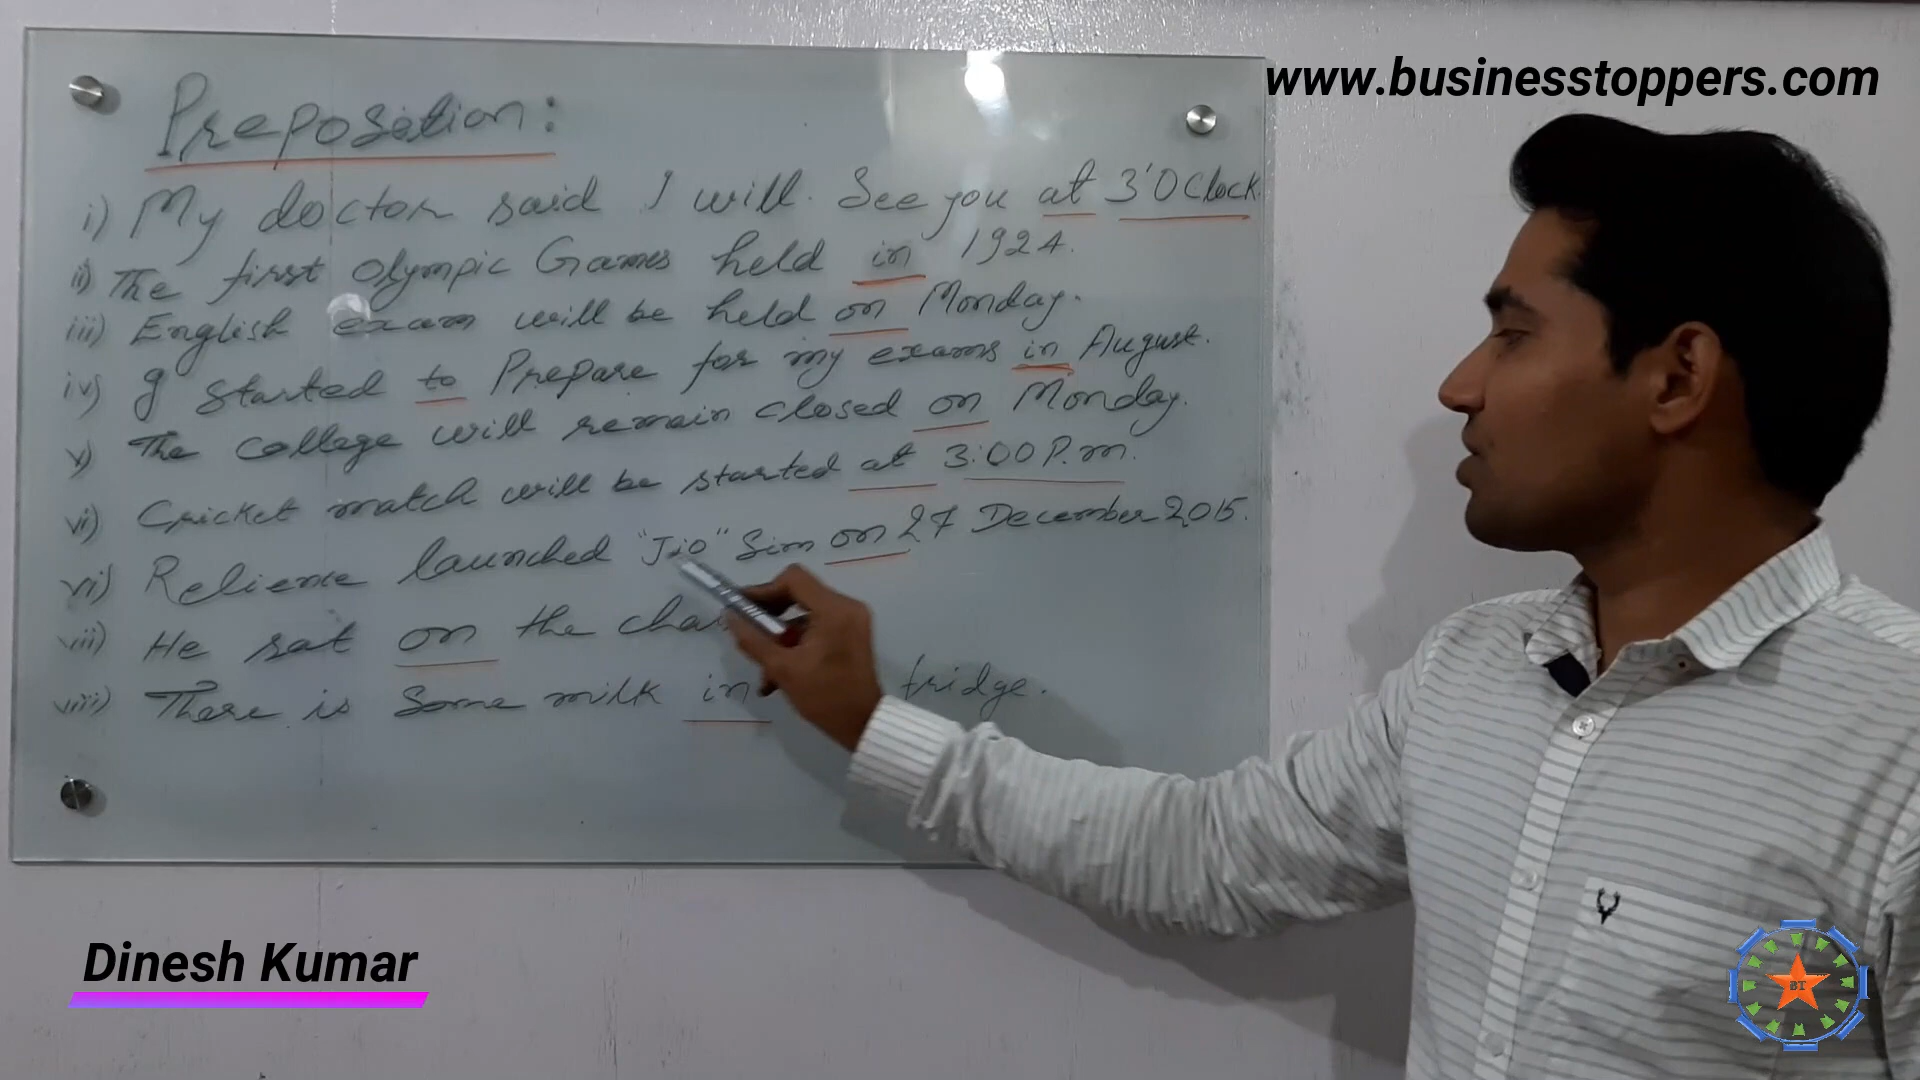 www.businesstoppers.com
Preposition:
i) My doctor said I will. See you at 3'O Clock.
ii) The first Olympic Games held in 1924.
iii) English exam will be held on Monday.
iv) I started to Prepare for my exams in August.
v) The College will remain closed on Monday.
vi) Cricket match will be started at 3:00 P.m.
vi) Relience launched "Jio" Sim on 27 December 2015.
vii) He sat on the
viii) There is Some milk in fridge.
Dinesh Kumar
BT